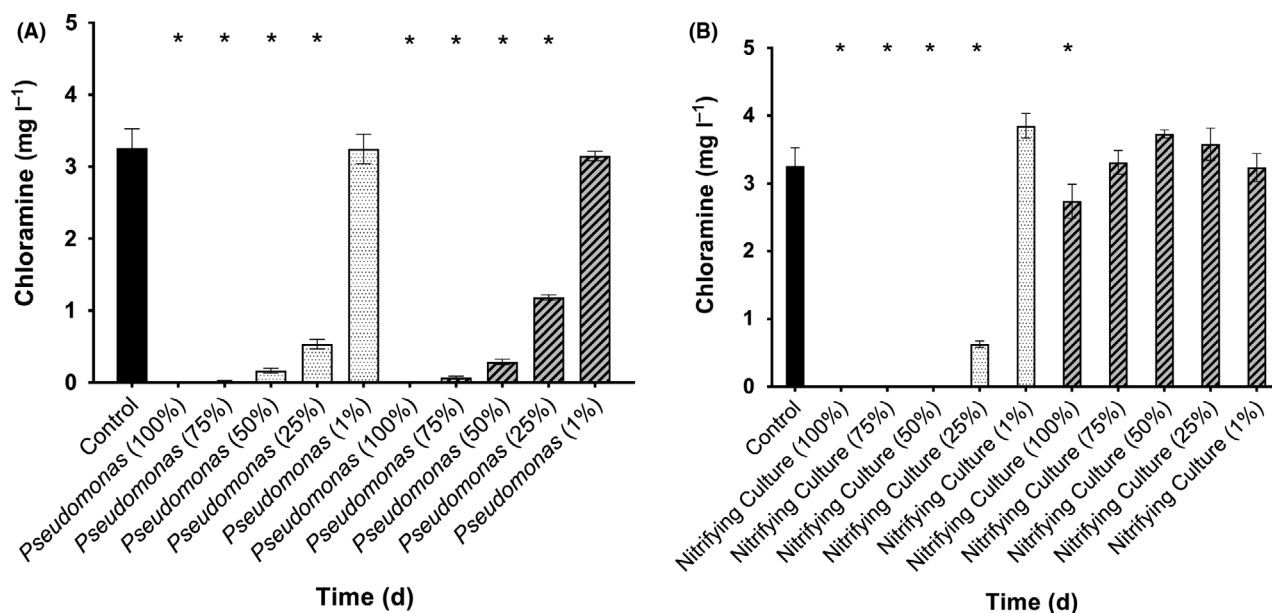 (A)
* * * * * * * *
5
4
3
2
1
0
Chloramine (mg l−1)
Control
Pseudomonas (100%)
Pseudomonas (75%)
Pseudomonas (50%)
Pseudomonas (25%)
Pseudomonas (1%)
Pseudomonas (100%)
Pseudomonas (75%)
Pseudomonas (50%)
Pseudomonas (25%)
Pseudomonas (1%)
Time (d)
(B)
* * * * *
5
4
3
2
1
0
Chloramine (mg l−1)
Control
Nitrifying Culture (100%)
Nitrifying Culture (75%)
Nitrifying Culture (50%)
Nitrifying Culture (25%)
Nitrifying Culture (1%)
Nitrifying Culture (100%)
Nitrifying Culture (75%)
Nitrifying Culture (50%)
Nitrifying Culture (25%)
Nitrifying Culture (1%)
Time (d)